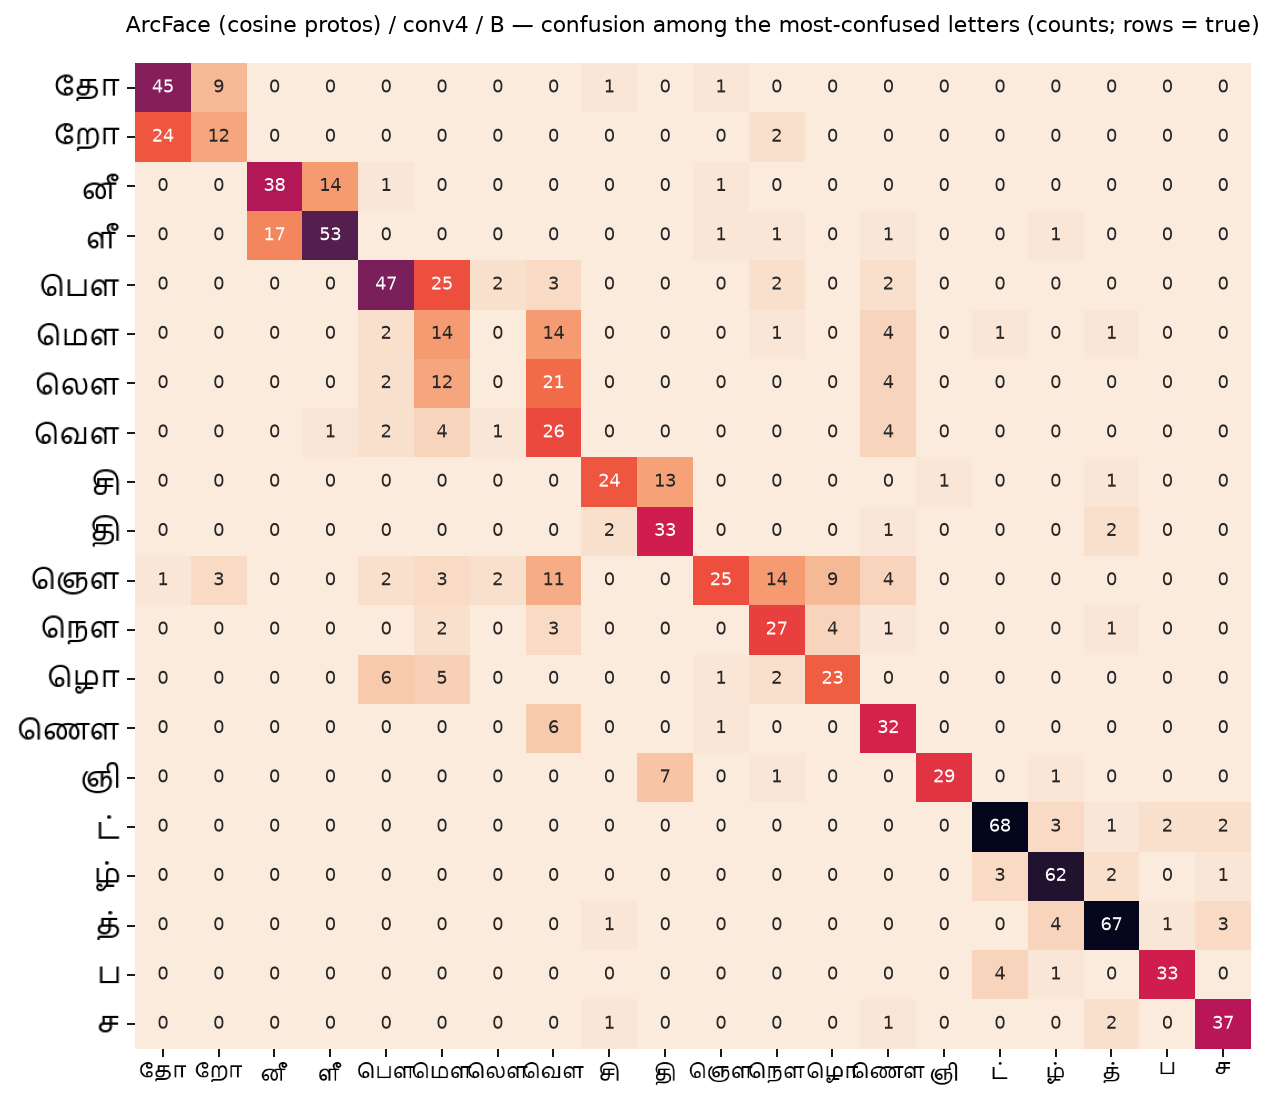 ArcFace (cosine protos) / conv4 / B — confusion among the most-confused letters (counts; rows = true)
தோ 45 9 0 0 0 0 0 0 1 0 1 0 0 0 0 0 0 0 0 0
றோ 24 12 0 0 0 0 0 0 0 0 0 2 0 0 0 0 0 0 0 0
னீ 0 0 38 14 1 0 0 0 0 0 1 0 0 0 0 0 0 0 0 0
ளீ 0 0 17 53 0 0 0 0 0 0 1 1 0 1 0 0 1 0 0 0
பௌ 0 0 0 0 47 25 2 3 0 0 0 2 0 2 0 0 0 0 0 0
மௌ 0 0 0 0 2 14 0 14 0 0 0 1 0 4 0 1 0 1 0 0
லௌ 0 0 0 0 2 12 0 21 0 0 0 0 0 4 0 0 0 0 0 0
வௌ 0 0 0 1 2 4 1 26 0 0 0 0 0 4 0 0 0 0 0 0
சி 0 0 0 0 0 0 0 0 24 13 0 0 0 0 1 0 0 1 0 0
தி 0 0 0 0 0 0 0 0 2 33 0 0 0 1 0 0 0 2 0 0
ஞௌ 1 3 0 0 2 3 2 11 0 0 25 14 9 4 0 0 0 0 0 0
நௌ 0 0 0 0 0 2 0 3 0 0 0 27 4 1 0 0 0 1 0 0
ழொ 0 0 0 0 6 5 0 0 0 0 1 2 23 0 0 0 0 0 0 0
ணௌ 0 0 0 0 0 0 0 6 0 0 1 0 0 32 0 0 0 0 0 0
ஞி 0 0 0 0 0 0 0 0 0 7 0 1 0 0 29 0 1 0 0 0
ட் 0 0 0 0 0 0 0 0 0 0 0 0 0 0 0 68 3 1 2 2
ழ் 0 0 0 0 0 0 0 0 0 0 0 0 0 0 0 3 62 2 0 1
த் 0 0 0 0 0 0 0 0 1 0 0 0 0 0 0 0 4 67 1 3
ப 0 0 0 0 0 0 0 0 0 0 0 0 0 0 0 4 1 0 33 0
ச 0 0 0 0 0 0 0 0 1 0 0 0 0 1 0 0 0 2 0 37
தோ றோ னீ ளீ பௌ மௌ லௌ வௌ சி தி ஞௌ நௌ ழொ ணௌ ஞி ட் ழ் த் ப ச